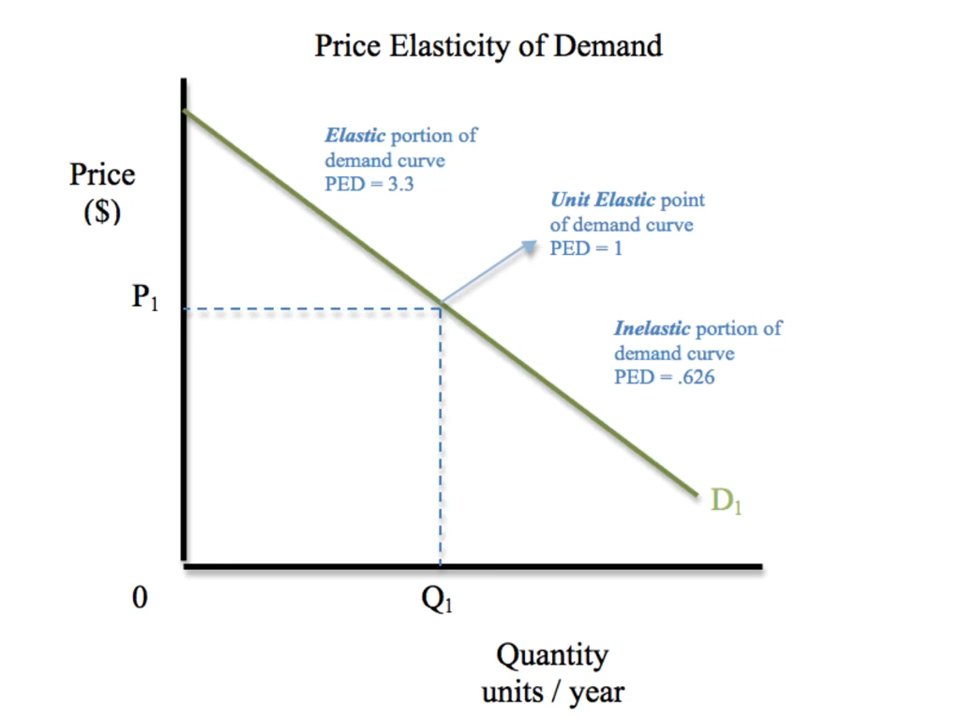 Price Elasticity of Demand
Elastic portion of
demand curve
PED = 3.3
Price
($)
Unit Elastic point
of demand curve
PED = 1
P1
Inelastic portion of
demand curve
PED = .626
D1
0
Q1
Quantity
units / year